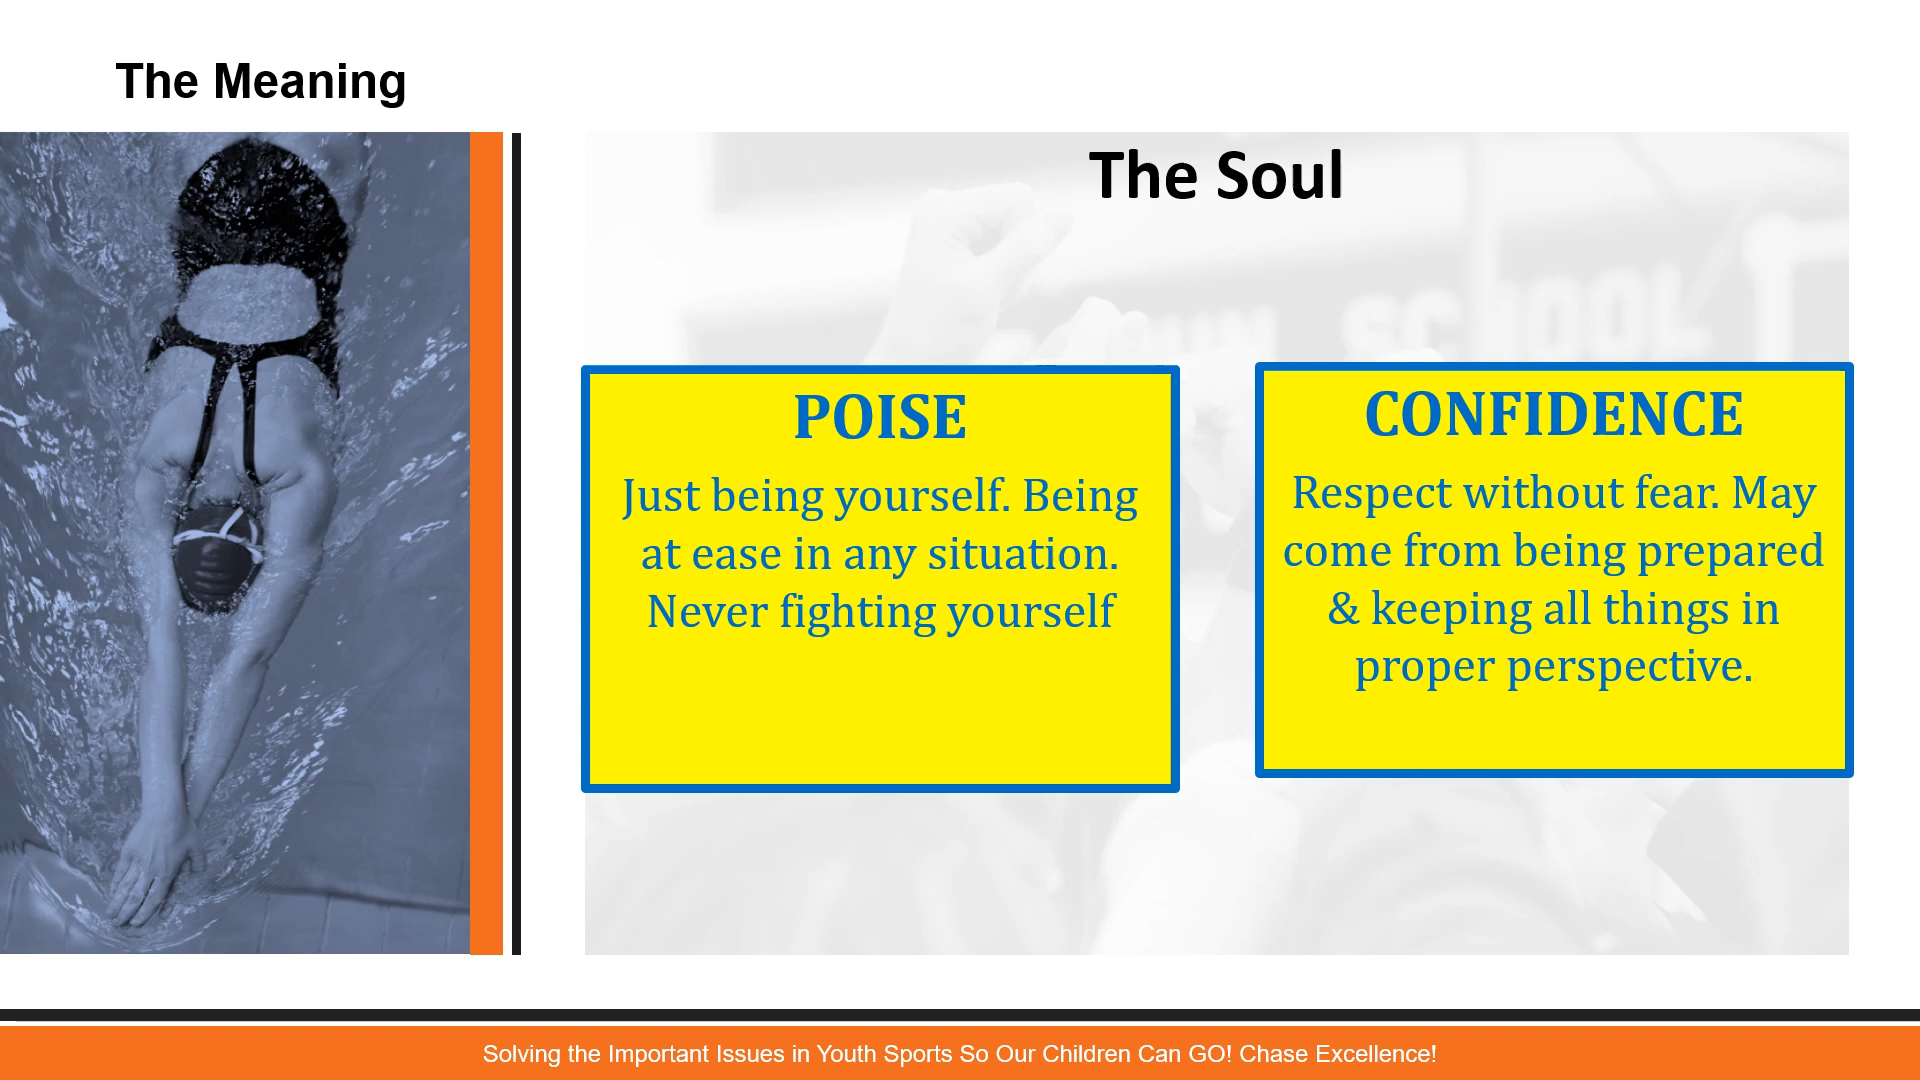 The Meaning
The Soul
POISE
Just being yourself. Being
at ease in any situation.
Never fighting yourself
CONFIDENCE
Respect without fear. May
come from being prepared
& keeping all things in
proper perspective.
SCHOOL
Solving the Important Issues in Youth Sports So Our Children Can GO! Chase Excellence!